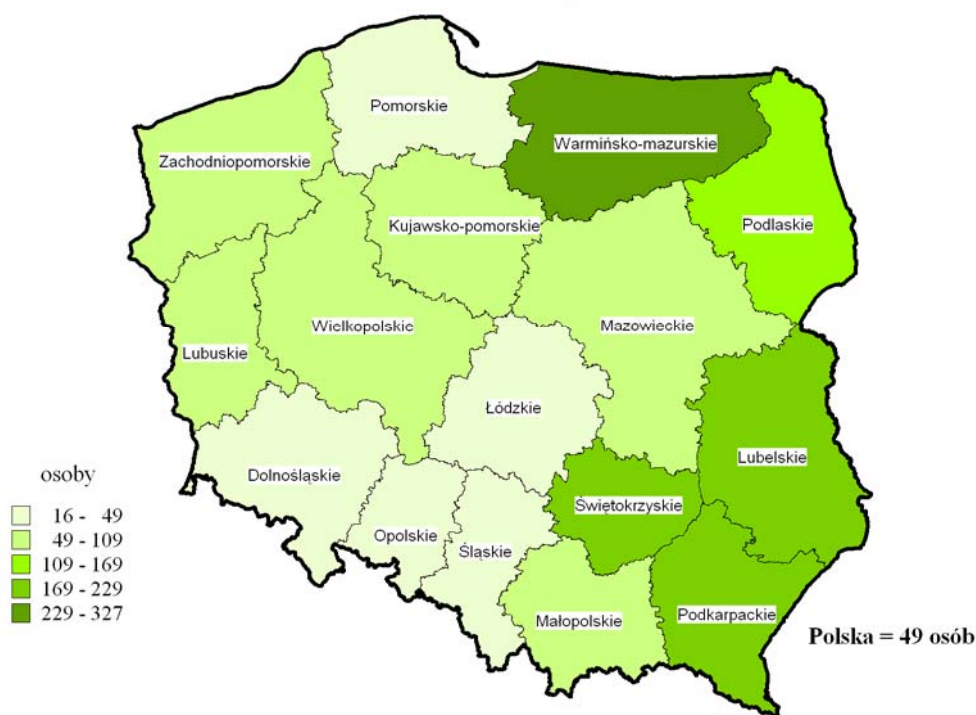 Pomorskie
Warmińsko-mazurskie
Zachodniopomorskie
Kujawsko-pomorskie
Podlaskie
Wielkopolskie
Mazowieckie
Lubuskie
Łódzkie
Lubelskie
Dolnośląskie
Świętokrzyskie
Opolskie
Śląskie
Podkarpackie
Małopolskie
osoby
16 - 49
49 - 109
109 - 169
169 - 229
229 - 327
Polska = 49 osób